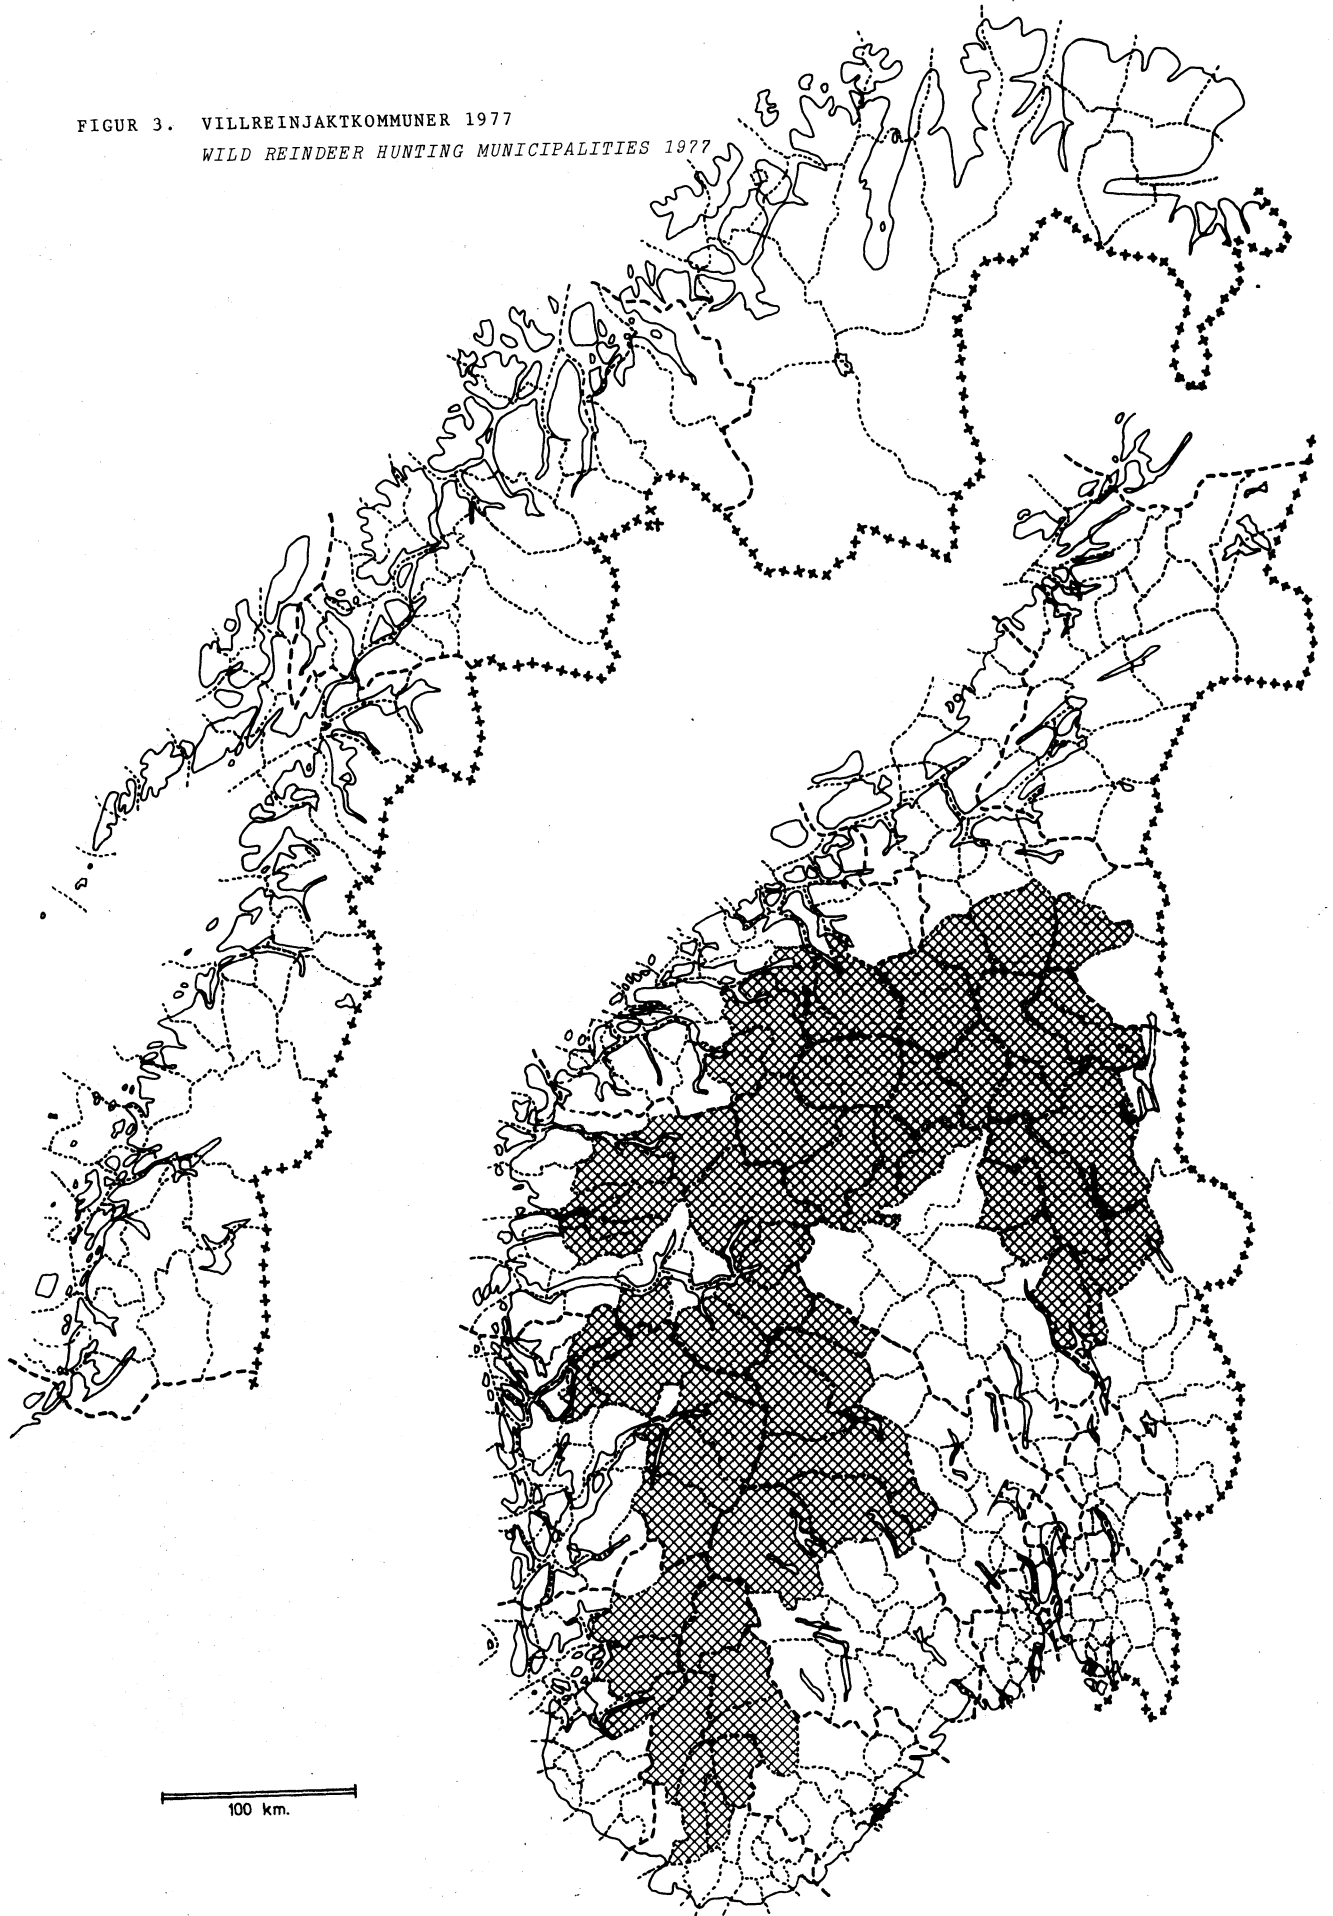 FIGUR 3. VILLREINJAKTKOMMUNER 1977
WILD REINDEER HUNTING MUNICIPALITIES 1977
100 km.